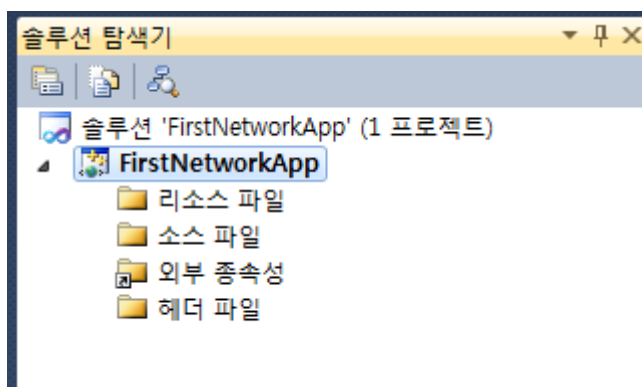 솔루션 탐색기
솔루션 'FirstNetworkApp' (1 프로젝트)
FirstNetworkApp
리소스 파일
소스 파일
외부 종속성
헤더 파일